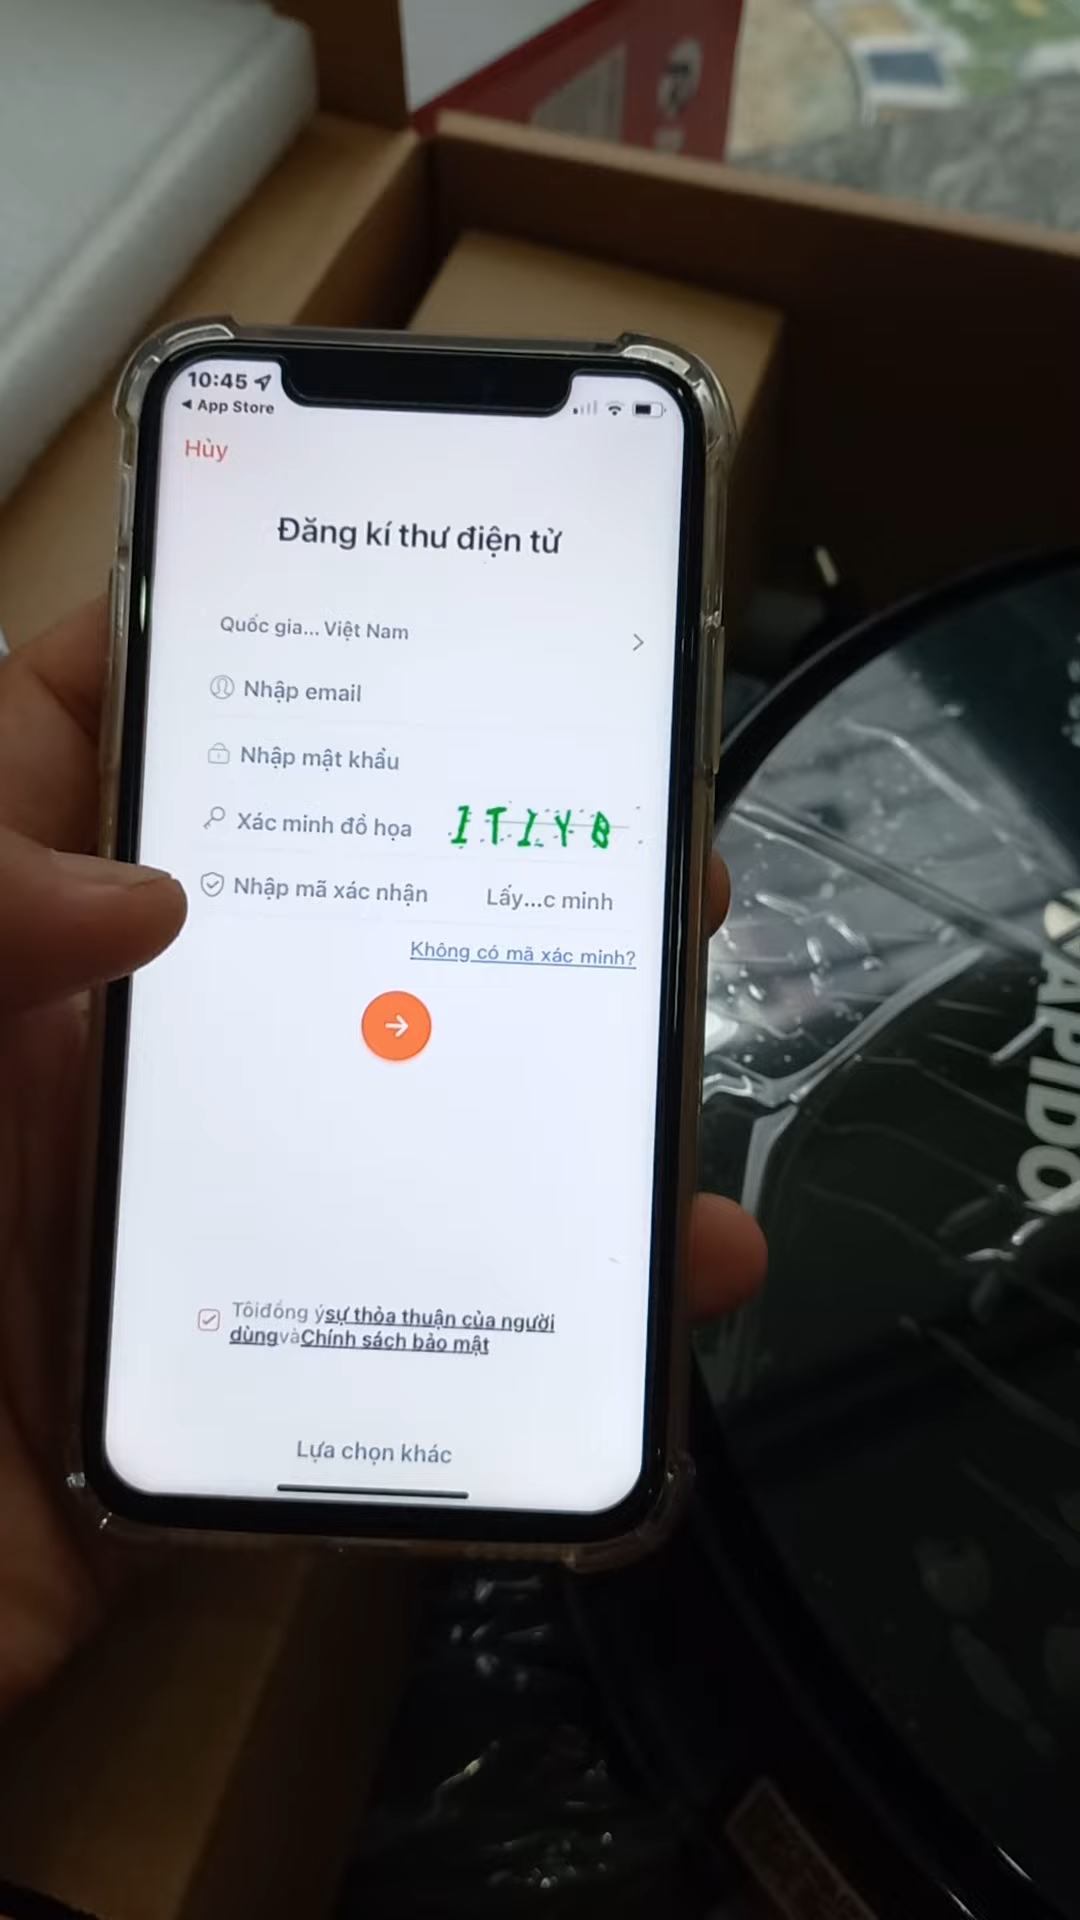 10:45
App Store
Hủy
Đăng kí thư điện tử
Quốc gia... Việt Nam
Nhập email
Nhập mật khẩu
Xác minh đồ họa
ITIYB
Nhập mã xác nhận
Lấy...c minh
Không có mã xác minh?
Tôiđồng ýsự thỏa thuận của người
dùngvàChính sách bảo mật
Lựa chọn khác
RAPIDO